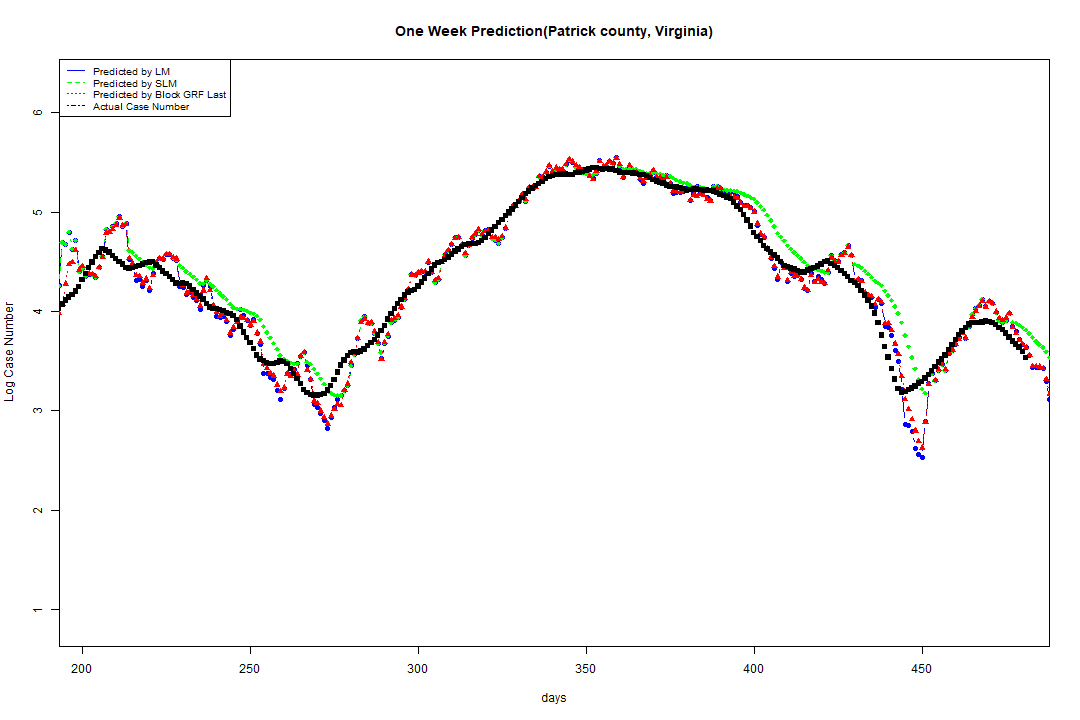 One Week Prediction(Patrick county, Virginia)
Predicted by LM
Predicted by SLM
Predicted by Block GRF Last
Actual Case Number
6
5
4
3
2
1
Log Case Number
200 250 300 350 400 450
days